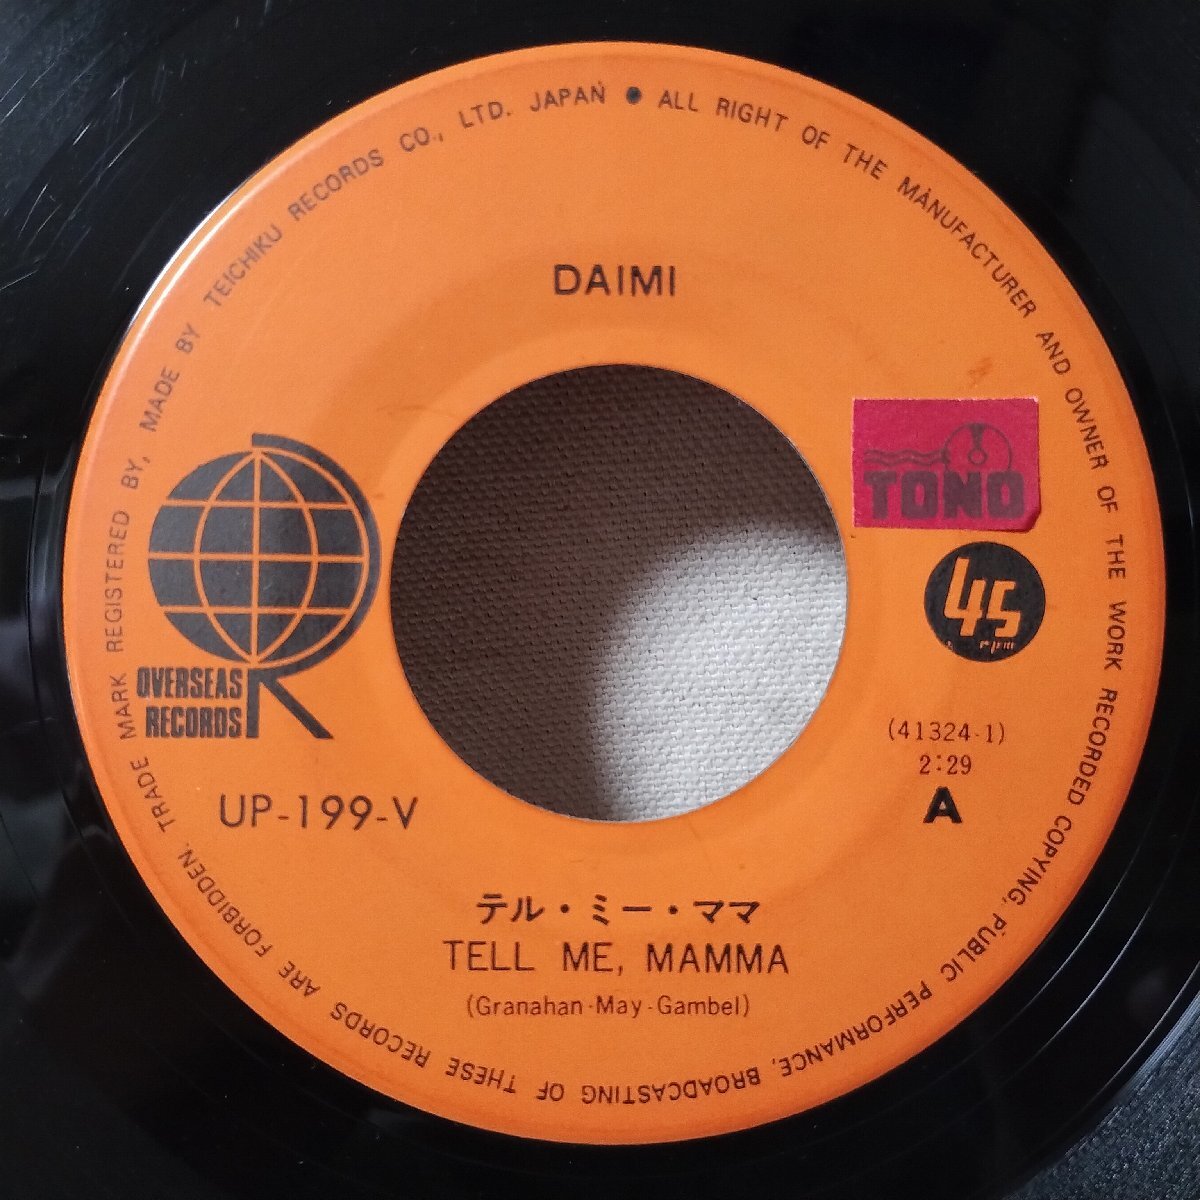 TRADE MARK REGISTERED BY, MADE BY TEICHIKU RECORDS CO., LTD. JAPAN ● ALL RIGHT OF THE MANUFACTURER AND OWNER OF THE WORK RECORDED COPYING, PUBLIC PERFORMANCE, BROADCASTING OF THESE RECORDS ARE FORBIDDEN.
DAIMI
TONO
45
rpm
OVERSEAS
RECORDS
(41324-1)
2:29
UP-199-V
A
テル・ミー・ママ
TELL ME, MAMMA
(Granahan-May-Gambel)